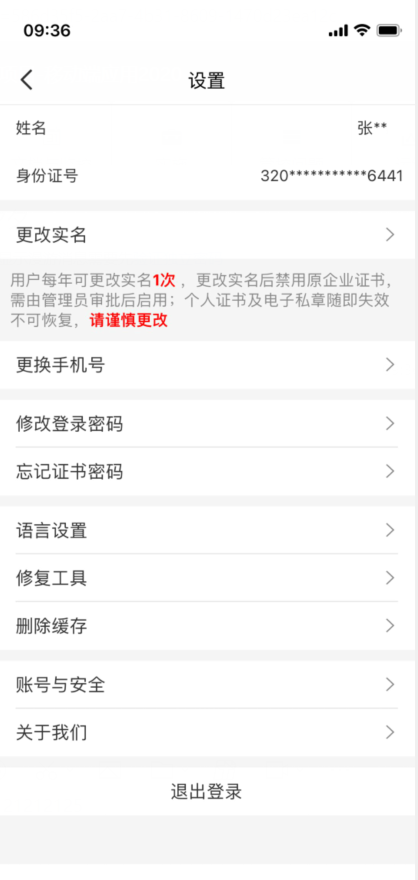 09:36
设置
姓名 张**
身份证号 320***********6441
更改实名
用户每年可更改实名1次 ，更改实名后禁用原企业证书，
需由管理员审批后启用；个人证书及电子私章随即失效
不可恢复，请谨慎更改
更换手机号
修改登录密码
忘记证书密码
语言设置
修复工具
删除缓存
账号与安全
关于我们
退出登录